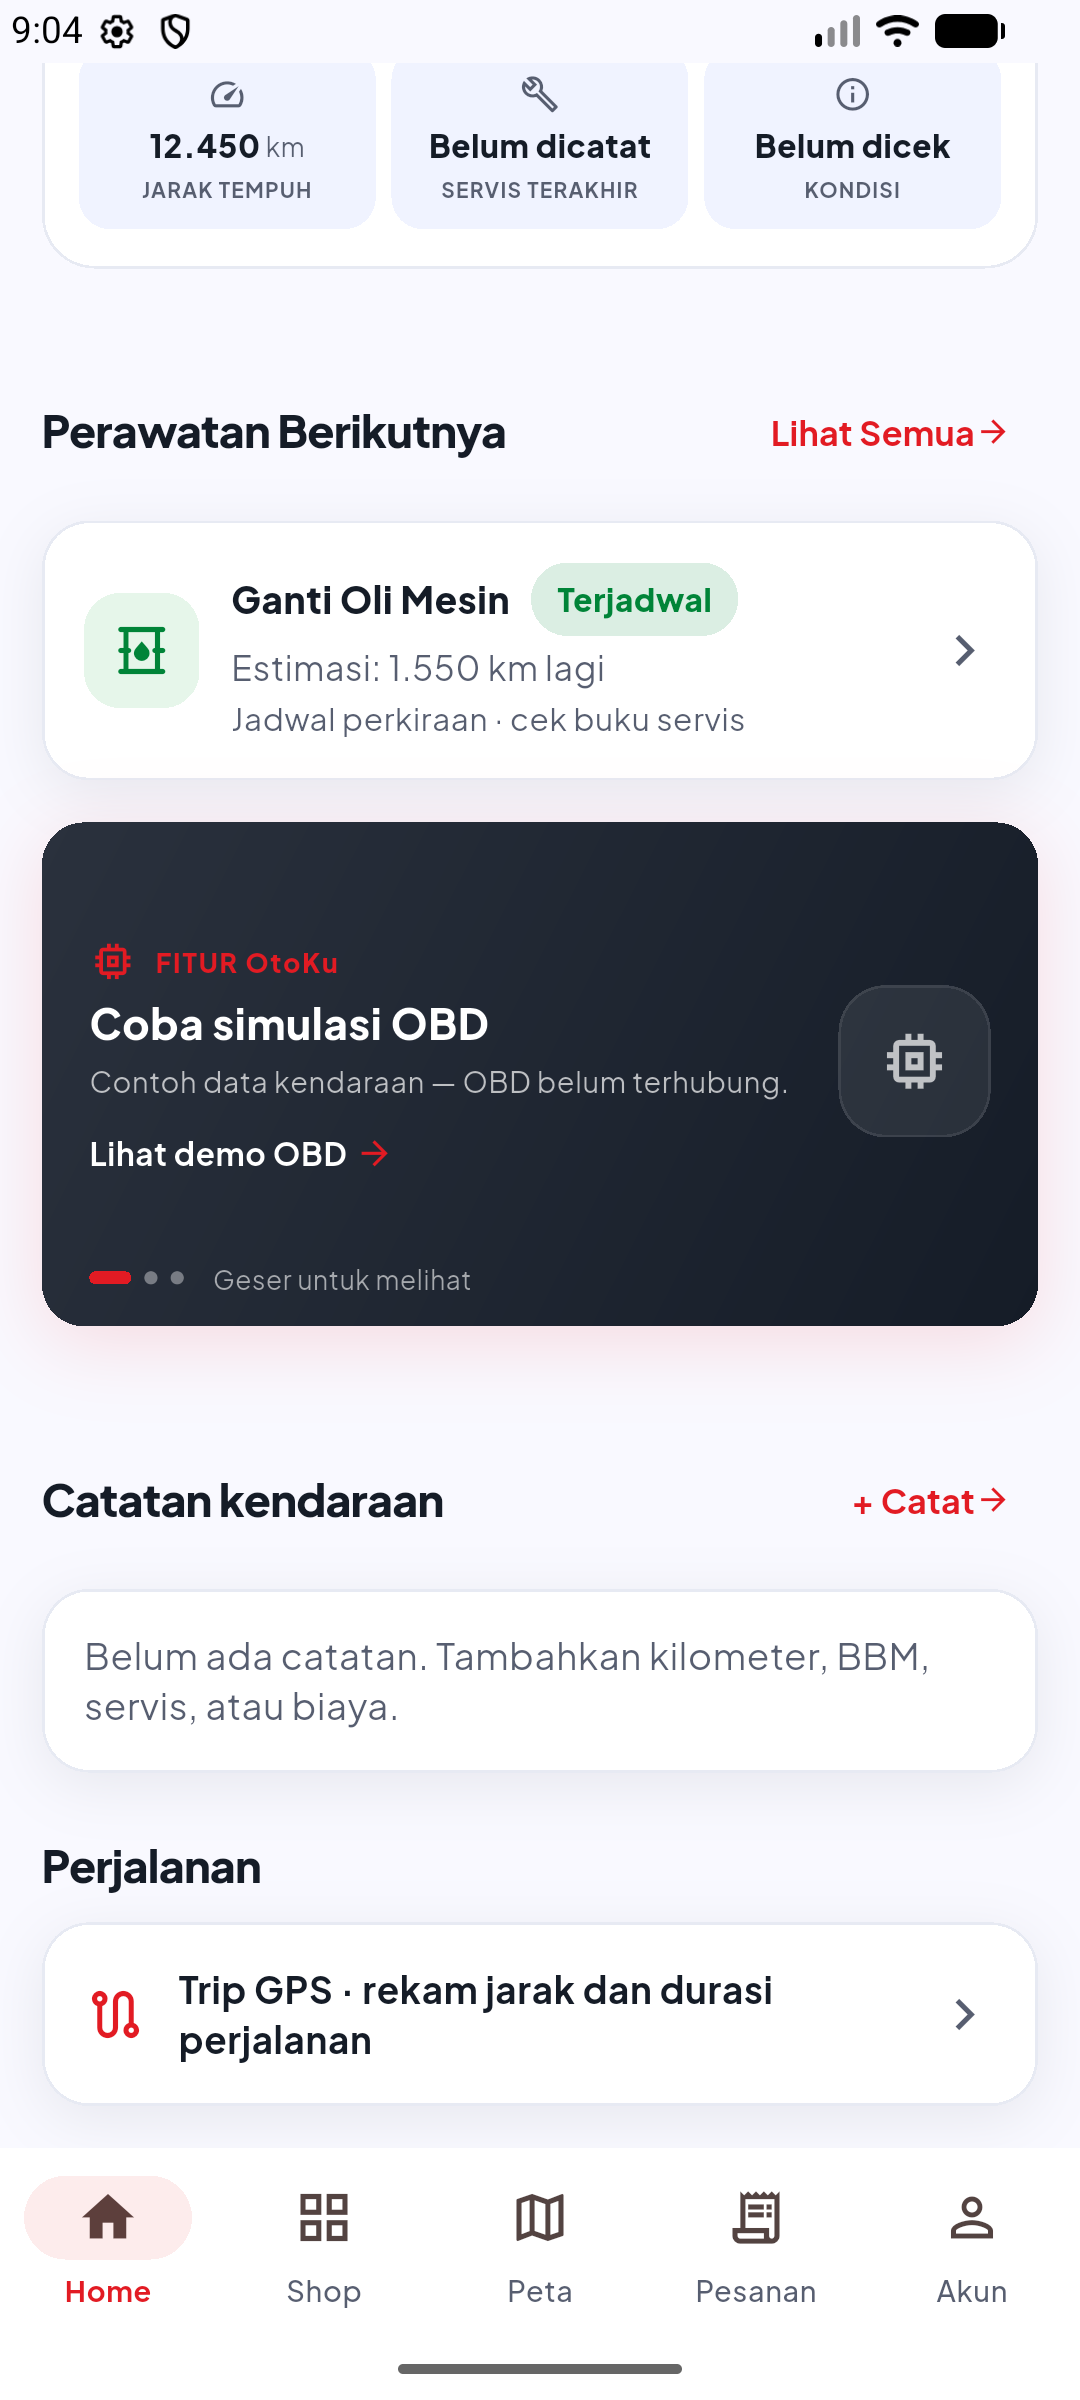 9:04
12.450 km
JARAK TEMPUH
Belum dicatat
SERVIS TERAKHIR
Belum dicek
KONDISI
Perawatan Berikutnya
Lihat Semua
Ganti Oli Mesin
Terjadwal
Estimasi: 1.550 km lagi
Jadwal perkiraan · cek buku servis
FITUR OtoKu
Coba simulasi OBD
Contoh data kendaraan — OBD belum terhubung.
Lihat demo OBD
Geser untuk melihat
Catatan kendaraan
+ Catat
Belum ada catatan. Tambahkan kilometer, BBM,
servis, atau biaya.
Perjalanan
Trip GPS · rekam jarak dan durasi
perjalanan
Home
Shop
Peta
Pesanan
Akun